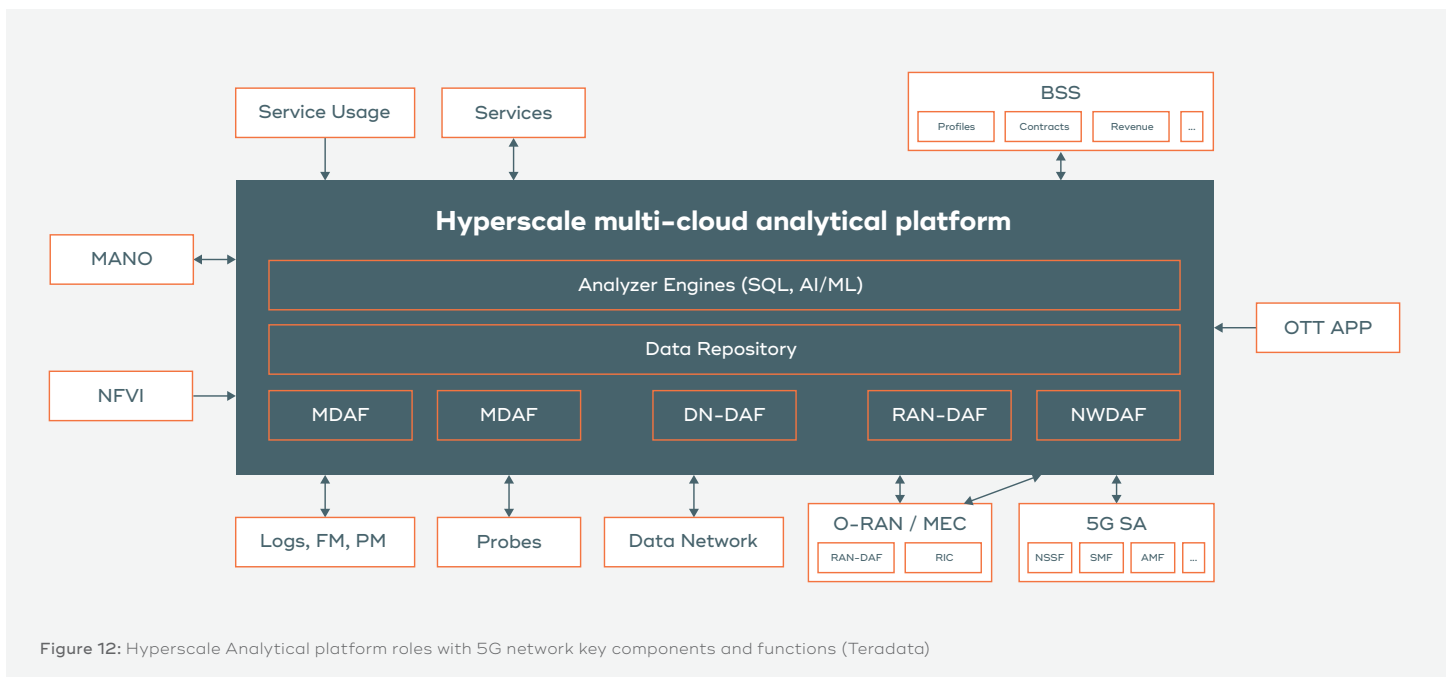 BSS
Service Usage
Services
Profiles
Contracts
Revenue
...
Hyperscale multi-cloud analytical platform
MANO
Analyzer Engines (SQL, AI/ML)
OTT APP
Data Repository
NFVI
MDAF
MDAF
DN-DAF
RAN-DAF
NWDAF
Logs, FM, PM
Probes
Data Network
O-RAN / MEC
RAN-DAF
RIC
5G SA
NSSF
SMF
AMF
...
Figure 12: Hyperscale Analytical platform roles with 5G network key components and functions (Teradata)